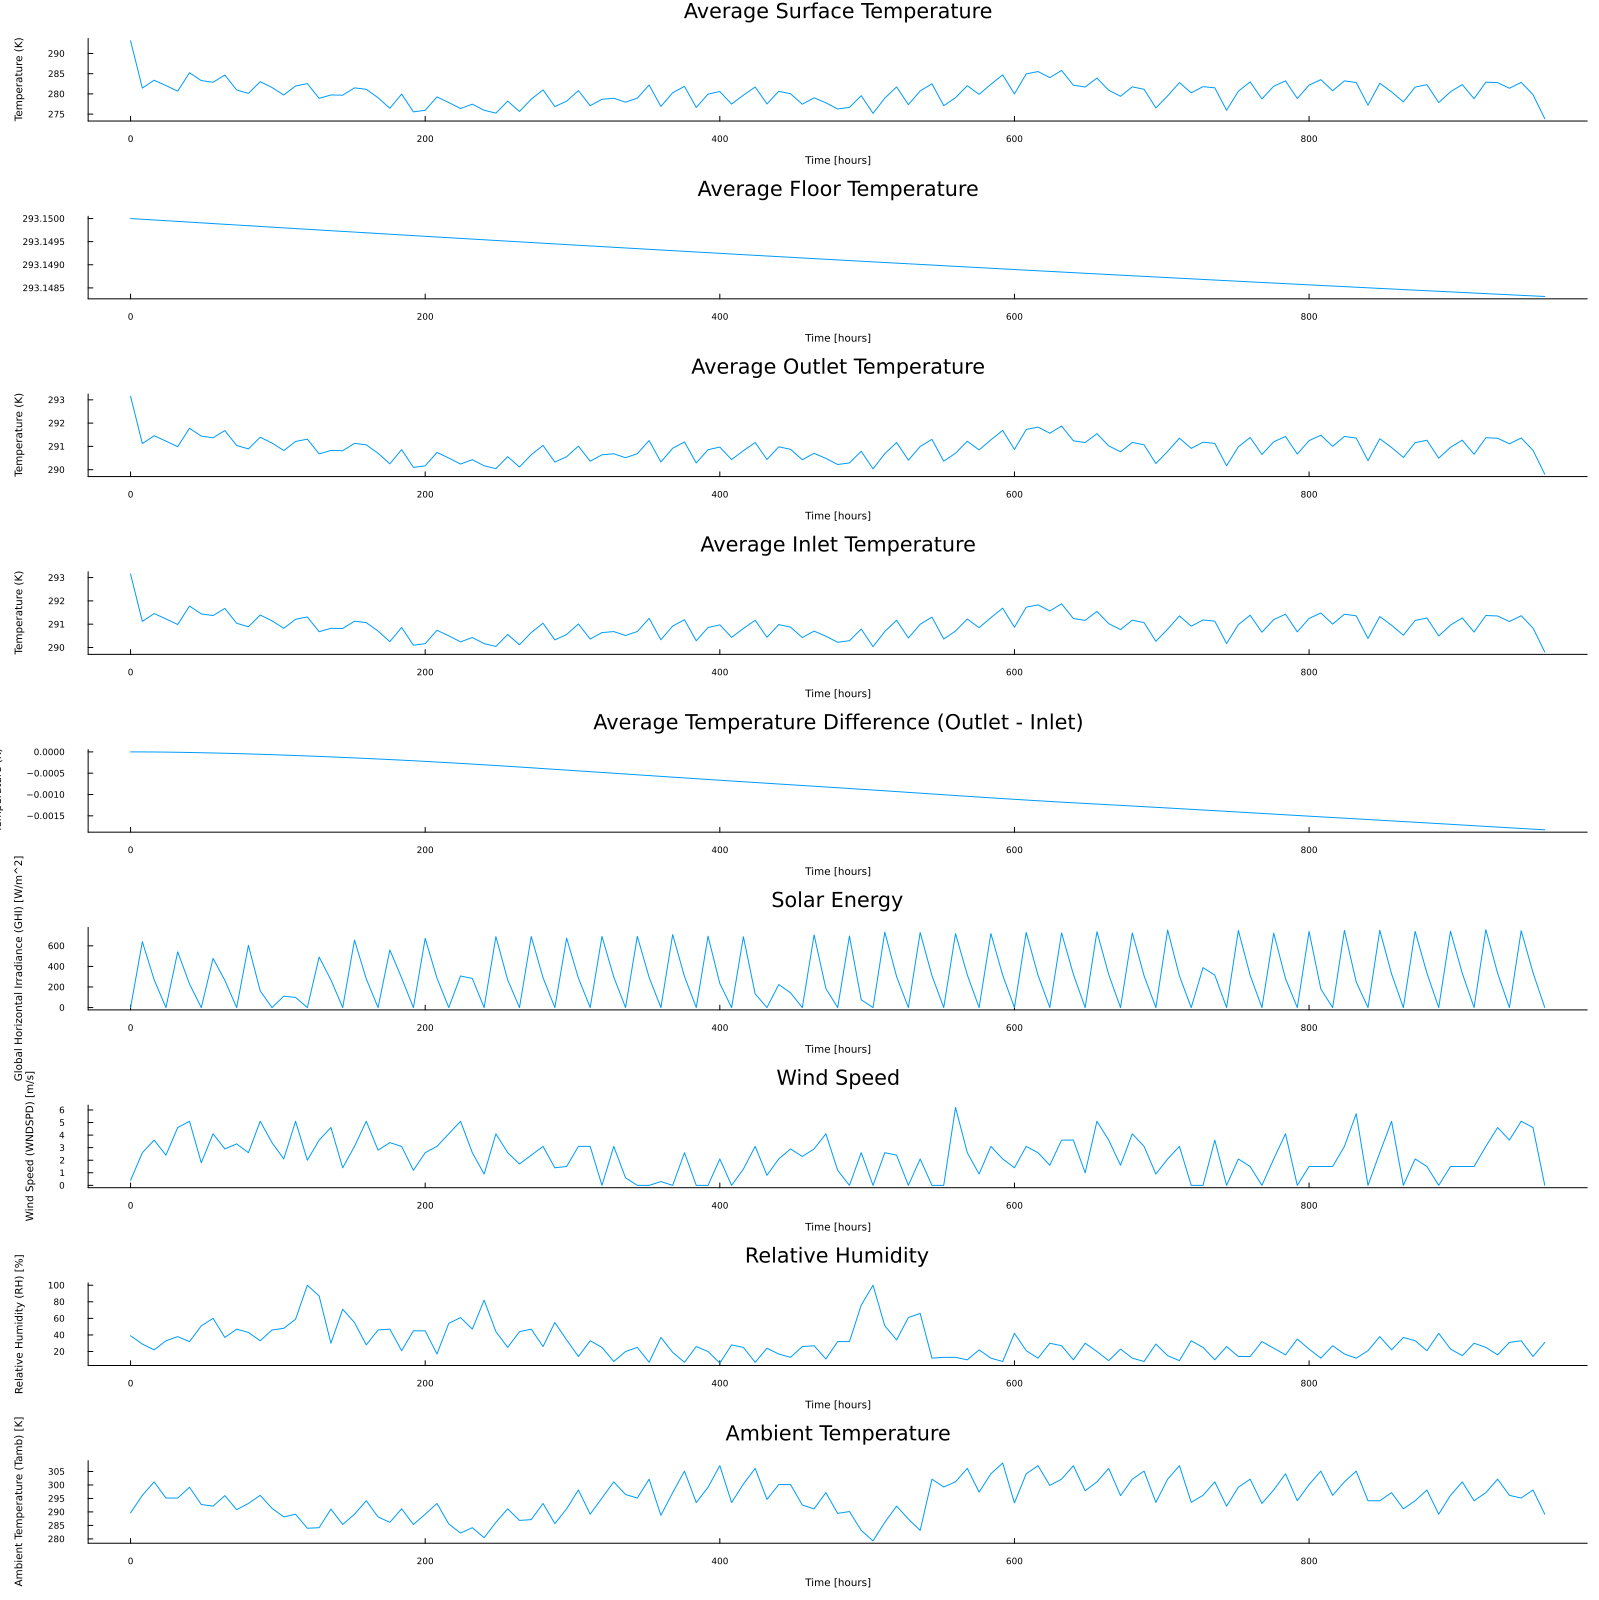 Average Surface Temperature
Temperature (K)
290
285
280
275
0 200 400 600 800
Time [hours]
Average Floor Temperature
293.1500
293.1495
293.1490
293.1485
0 200 400 600 800
Time [hours]
Average Outlet Temperature
Temperature (K)
293
292
291
290
0 200 400 600 800
Time [hours]
Average Inlet Temperature
Temperature (K)
293
292
291
290
0 200 400 600 800
Time [hours]
Average Temperature Difference (Outlet - Inlet)
0.0000
−0.0005
−0.0010
−0.0015
0 200 400 600 800
Time [hours]
Solar Energy
Global Horizontal Irradiance (GHI) [W/m^2]
600
400
200
0
0 200 400 600 800
Time [hours]
Wind Speed
Wind Speed (WNDSPD) [m/s]
6
5
4
3
2
1
0
0 200 400 600 800
Time [hours]
Relative Humidity
Relative Humidity (RH) [%]
100
80
60
40
20
0 200 400 600 800
Time [hours]
Ambient Temperature
Ambient Temperature (Tamb) [K]
305
300
295
290
285
280
0 200 400 600 800
Time [hours]